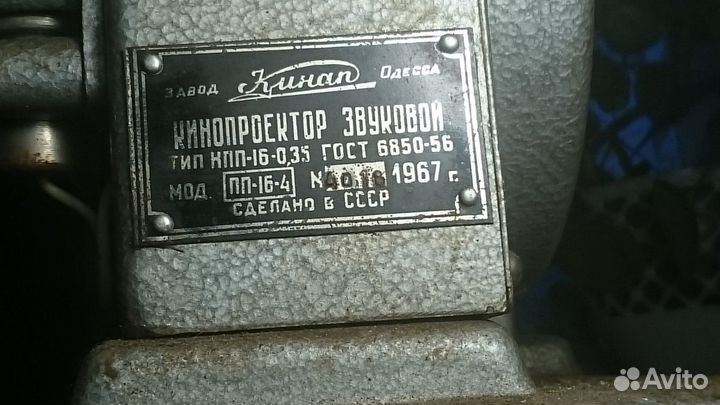 ЗАВОД Кинап ОДЕССА
КИНОПРОЕКТОР ЗВУКОВОЙ
ТИП КПП-16-0,35 ГОСТ 6850-56
МОД. ПП-16-4 № 1967 г.
СДЕЛАНО В СССР
Avito